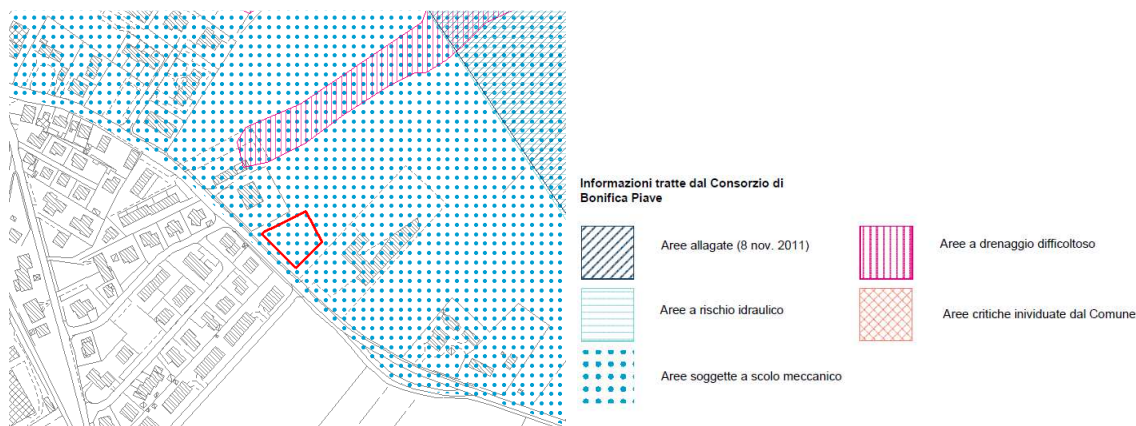 Informazioni tratte dal Consorzio di
Bonifica Piave
Aree allagate (8 nov. 2011)
Aree a drenaggio difficoltoso
Aree a rischio idraulico
Aree critiche inividuate dal Comune
Aree soggette a scolo meccanico